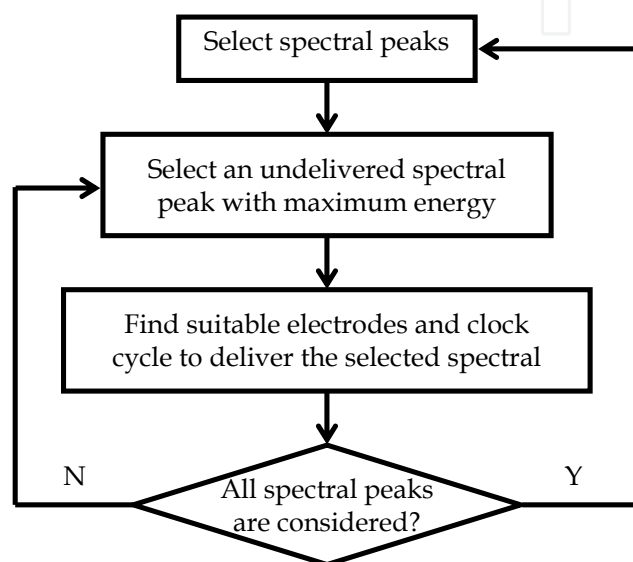 Select spectral peaks
Select an undelivered spectral
peak with maximum energy
Find suitable electrodes and clock
cycle to deliver the selected spectral
N
Y
All spectral peaks
are considered?